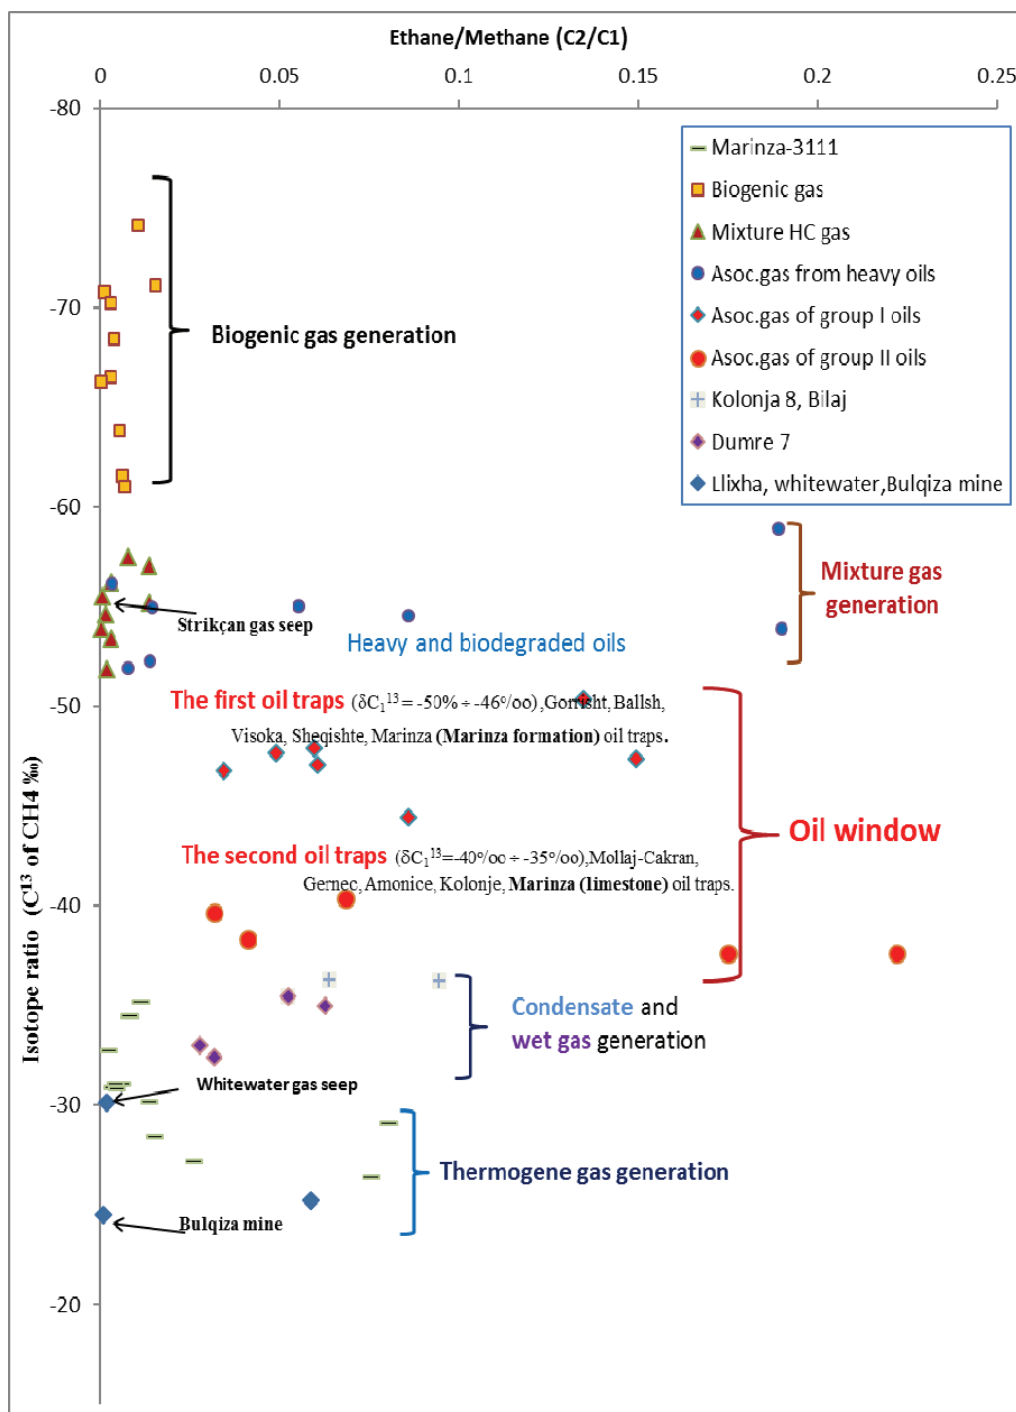 Ethane/Methane (C2/C1)
0 0.05 0.1 0.15 0.2 0.25
-80
Marinza-3111
Biogenic gas
Mixture HC gas
Asoc.gas from heavy oils
Asoc.gas of group I oils
Asoc.gas of group II oils
Kolonja 8, Bilaj
Dumre 7
Llixha, whitewater,Bulqiza mine
-70
Biogenic gas generation
-60
Mixture gas
generation
Strikçan gas seep
Heavy and biodegraded oils
-50
The first oil traps (δC₁¹³= -50% ÷ -46º/oo),Gorrisht, Ballsh,
Visoka, Sheqishte, Marinza (Marinza formation) oil traps.
Oil window
The second oil traps (δC₁¹³=-40º/oo ÷ -35º/oo),Mollaj-Cakran,
Gernec, Amonice, Kolonje, Marinza (limestone) oil traps.
-40
Condensate and
wet gas generation
Whitewater gas seep
-30
Thermogene gas generation
Bulqiza mine
-20
Isotope ratio (C¹³ of CH4 ‰)